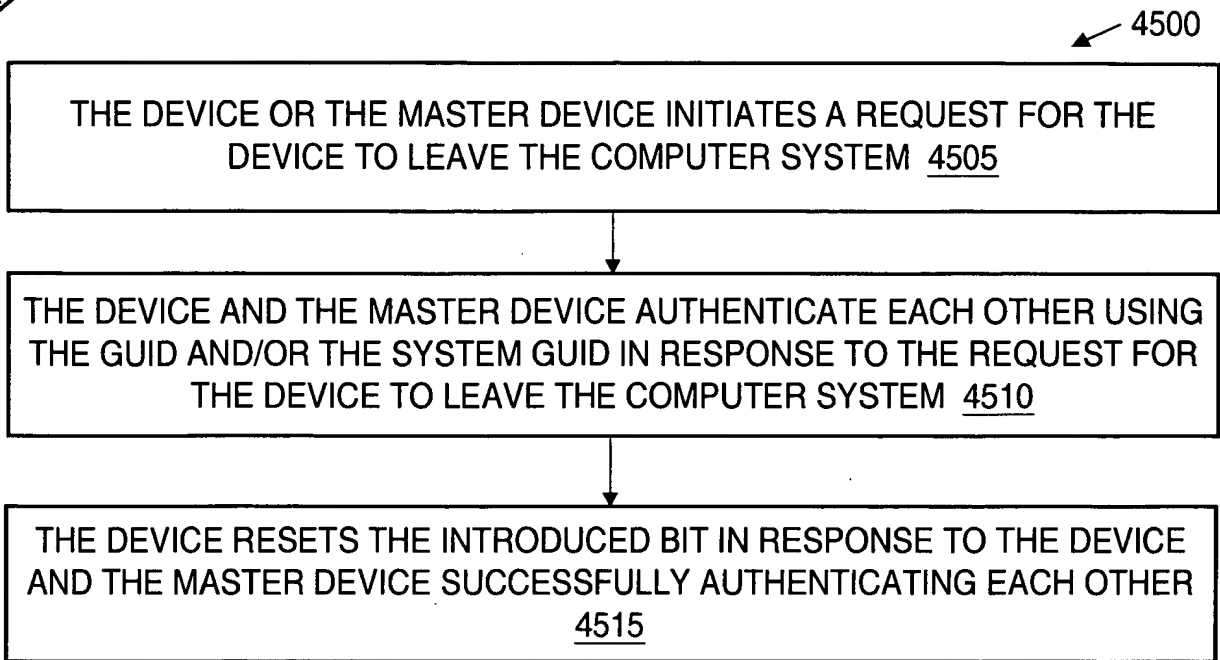 4500
THE DEVICE OR THE MASTER DEVICE INITIATES A REQUEST FOR THE
DEVICE TO LEAVE THE COMPUTER SYSTEM 4505
THE DEVICE AND THE MASTER DEVICE AUTHENTICATE EACH OTHER USING
THE GUID AND/OR THE SYSTEM GUID IN RESPONSE TO THE REQUEST FOR
THE DEVICE TO LEAVE THE COMPUTER SYSTEM 4510
THE DEVICE RESETS THE INTRODUCED BIT IN RESPONSE TO THE DEVICE
AND THE MASTER DEVICE SUCCESSFULLY AUTHENTICATING EACH OTHER
4515